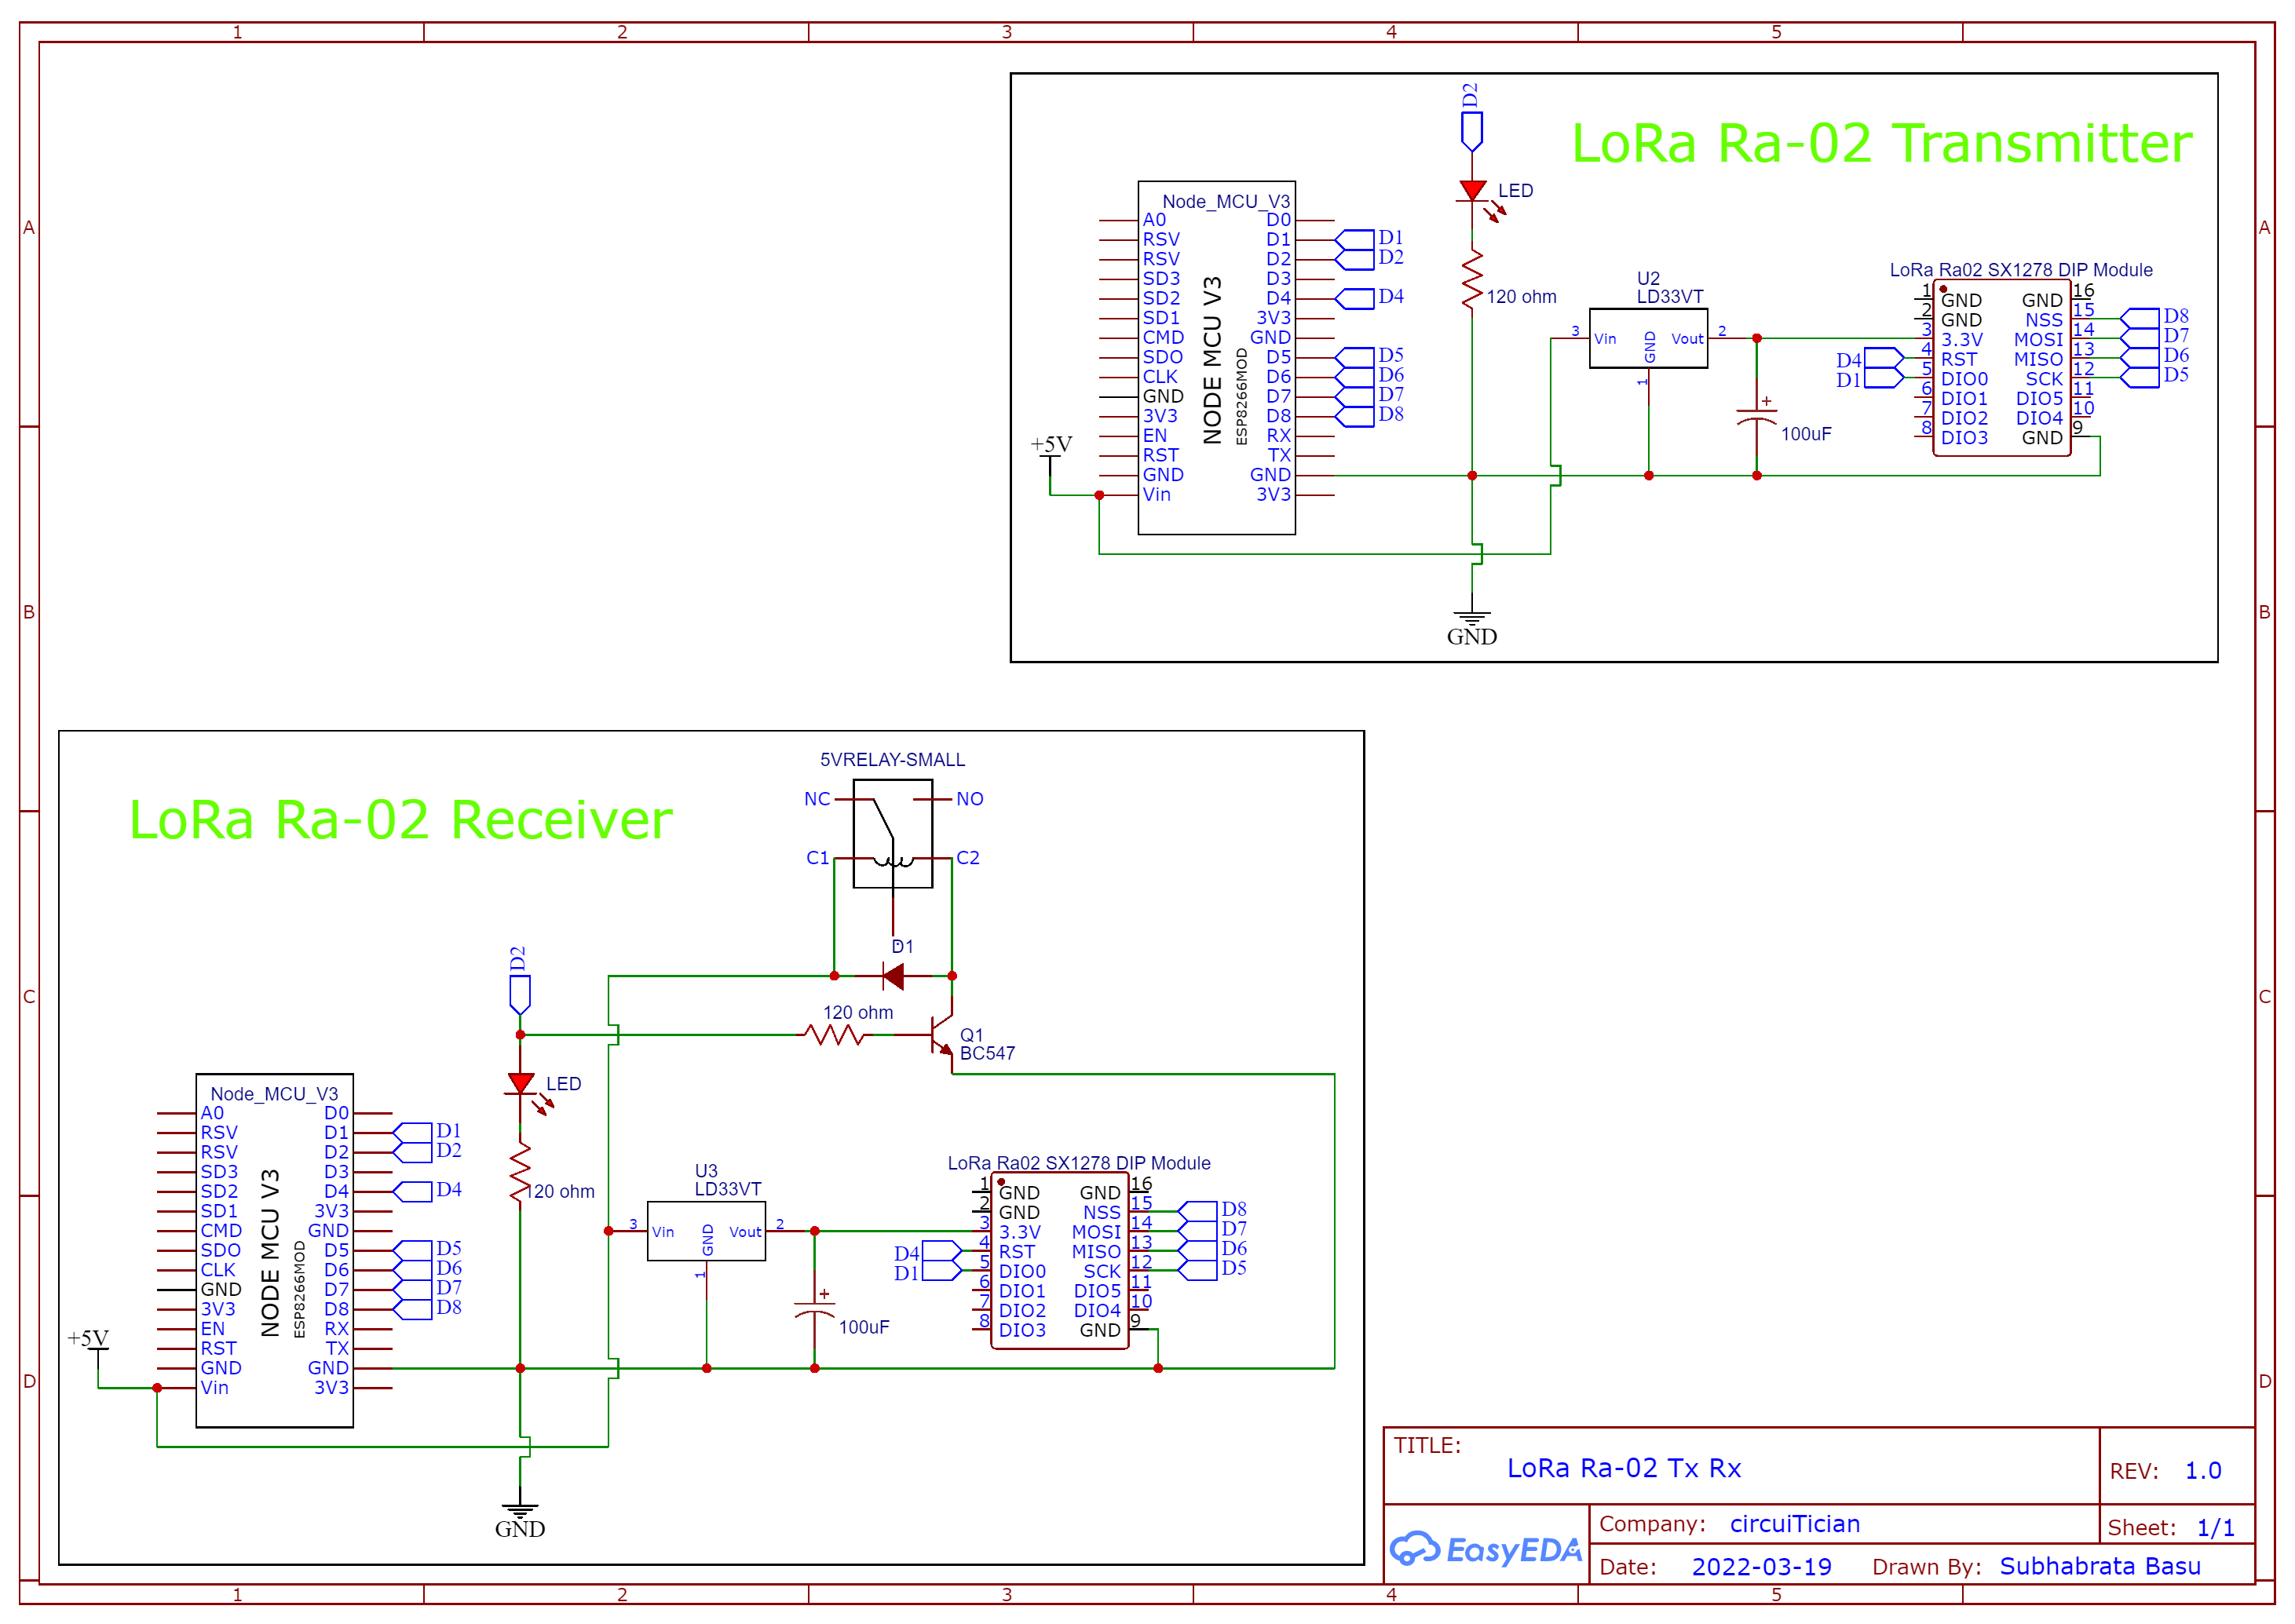 1 2 3 4 5
A
B
C
D
A
B
C
D
LoRa Ra-02 Transmitter
D2
LED
120 ohm
Node_MCU_V3
NODE MCU V3
ESP8266MOD
A0 D0
RSV D1 D1
RSV D2 D2
SD3 D3
SD2 D4 D4
SD1 3V3
CMD GND
SDO D5 D5
CLK D6 D6
GND D7 D7
3V3 D8 D8
EN RX
RST TX
GND GND
Vin 3V3
+5V
U2
LD33VT
3 Vin Vout 2
GND
1
+
100uF
GND
LoRa Ra02 SX1278 DIP Module
1 GND GND 16
2 GND NSS 15 D8
3 3.3V MOSI 14 D7
D4 4 RST MISO 13 D6
D1 5 DIO0 SCK 12 D5
6 DIO1 DIO5 11
7 DIO2 DIO4 10
8 DIO3 GND 9
LoRa Ra-02 Receiver
5VRELAY-SMALL
NC NO
C1 C2
D1
D2
120 ohm
Q1
BC547
LED
120 ohm
Node_MCU_V3
NODE MCU V3
ESP8266MOD
A0 D0
RSV D1 D1
RSV D2 D2
SD3 D3
SD2 D4 D4
SD1 3V3
CMD GND
SDO D5 D5
CLK D6 D6
GND D7 D7
3V3 D8 D8
EN RX
RST TX
GND GND
Vin 3V3
+5V
U3
LD33VT
3 Vin Vout 2
GND
1
+
100uF
GND
LoRa Ra02 SX1278 DIP Module
1 GND GND 16
2 GND NSS 15 D8
3 3.3V MOSI 14 D7
D4 4 RST MISO 13 D6
D1 5 DIO0 SCK 12 D5
6 DIO1 DIO5 11
7 DIO2 DIO4 10
8 DIO3 GND 9
TITLE:
LoRa Ra-02 Tx Rx
REV: 1.0
EasyEDA
Company: circuiTician
Sheet: 1/1
Date: 2022-03-19 Drawn By: Subhabrata Basu
1 2 3 4 5